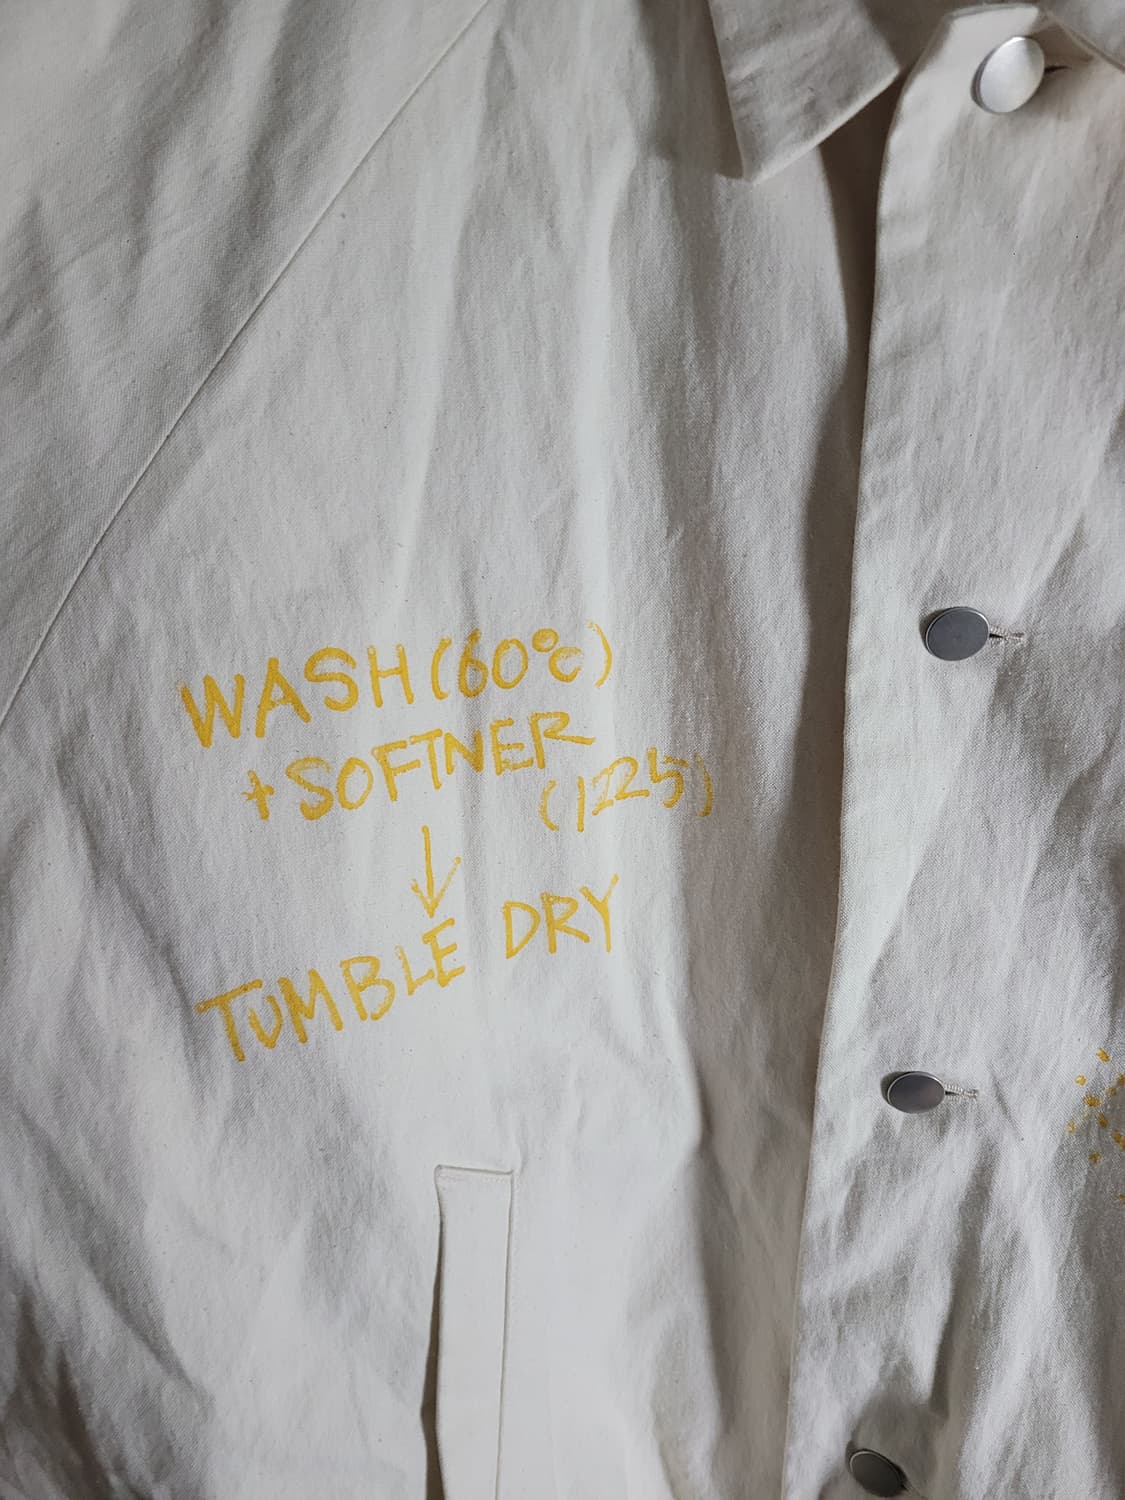 WASH (60℃)
+ SOFTNER
(1225)
↓
TUMBLE DRY